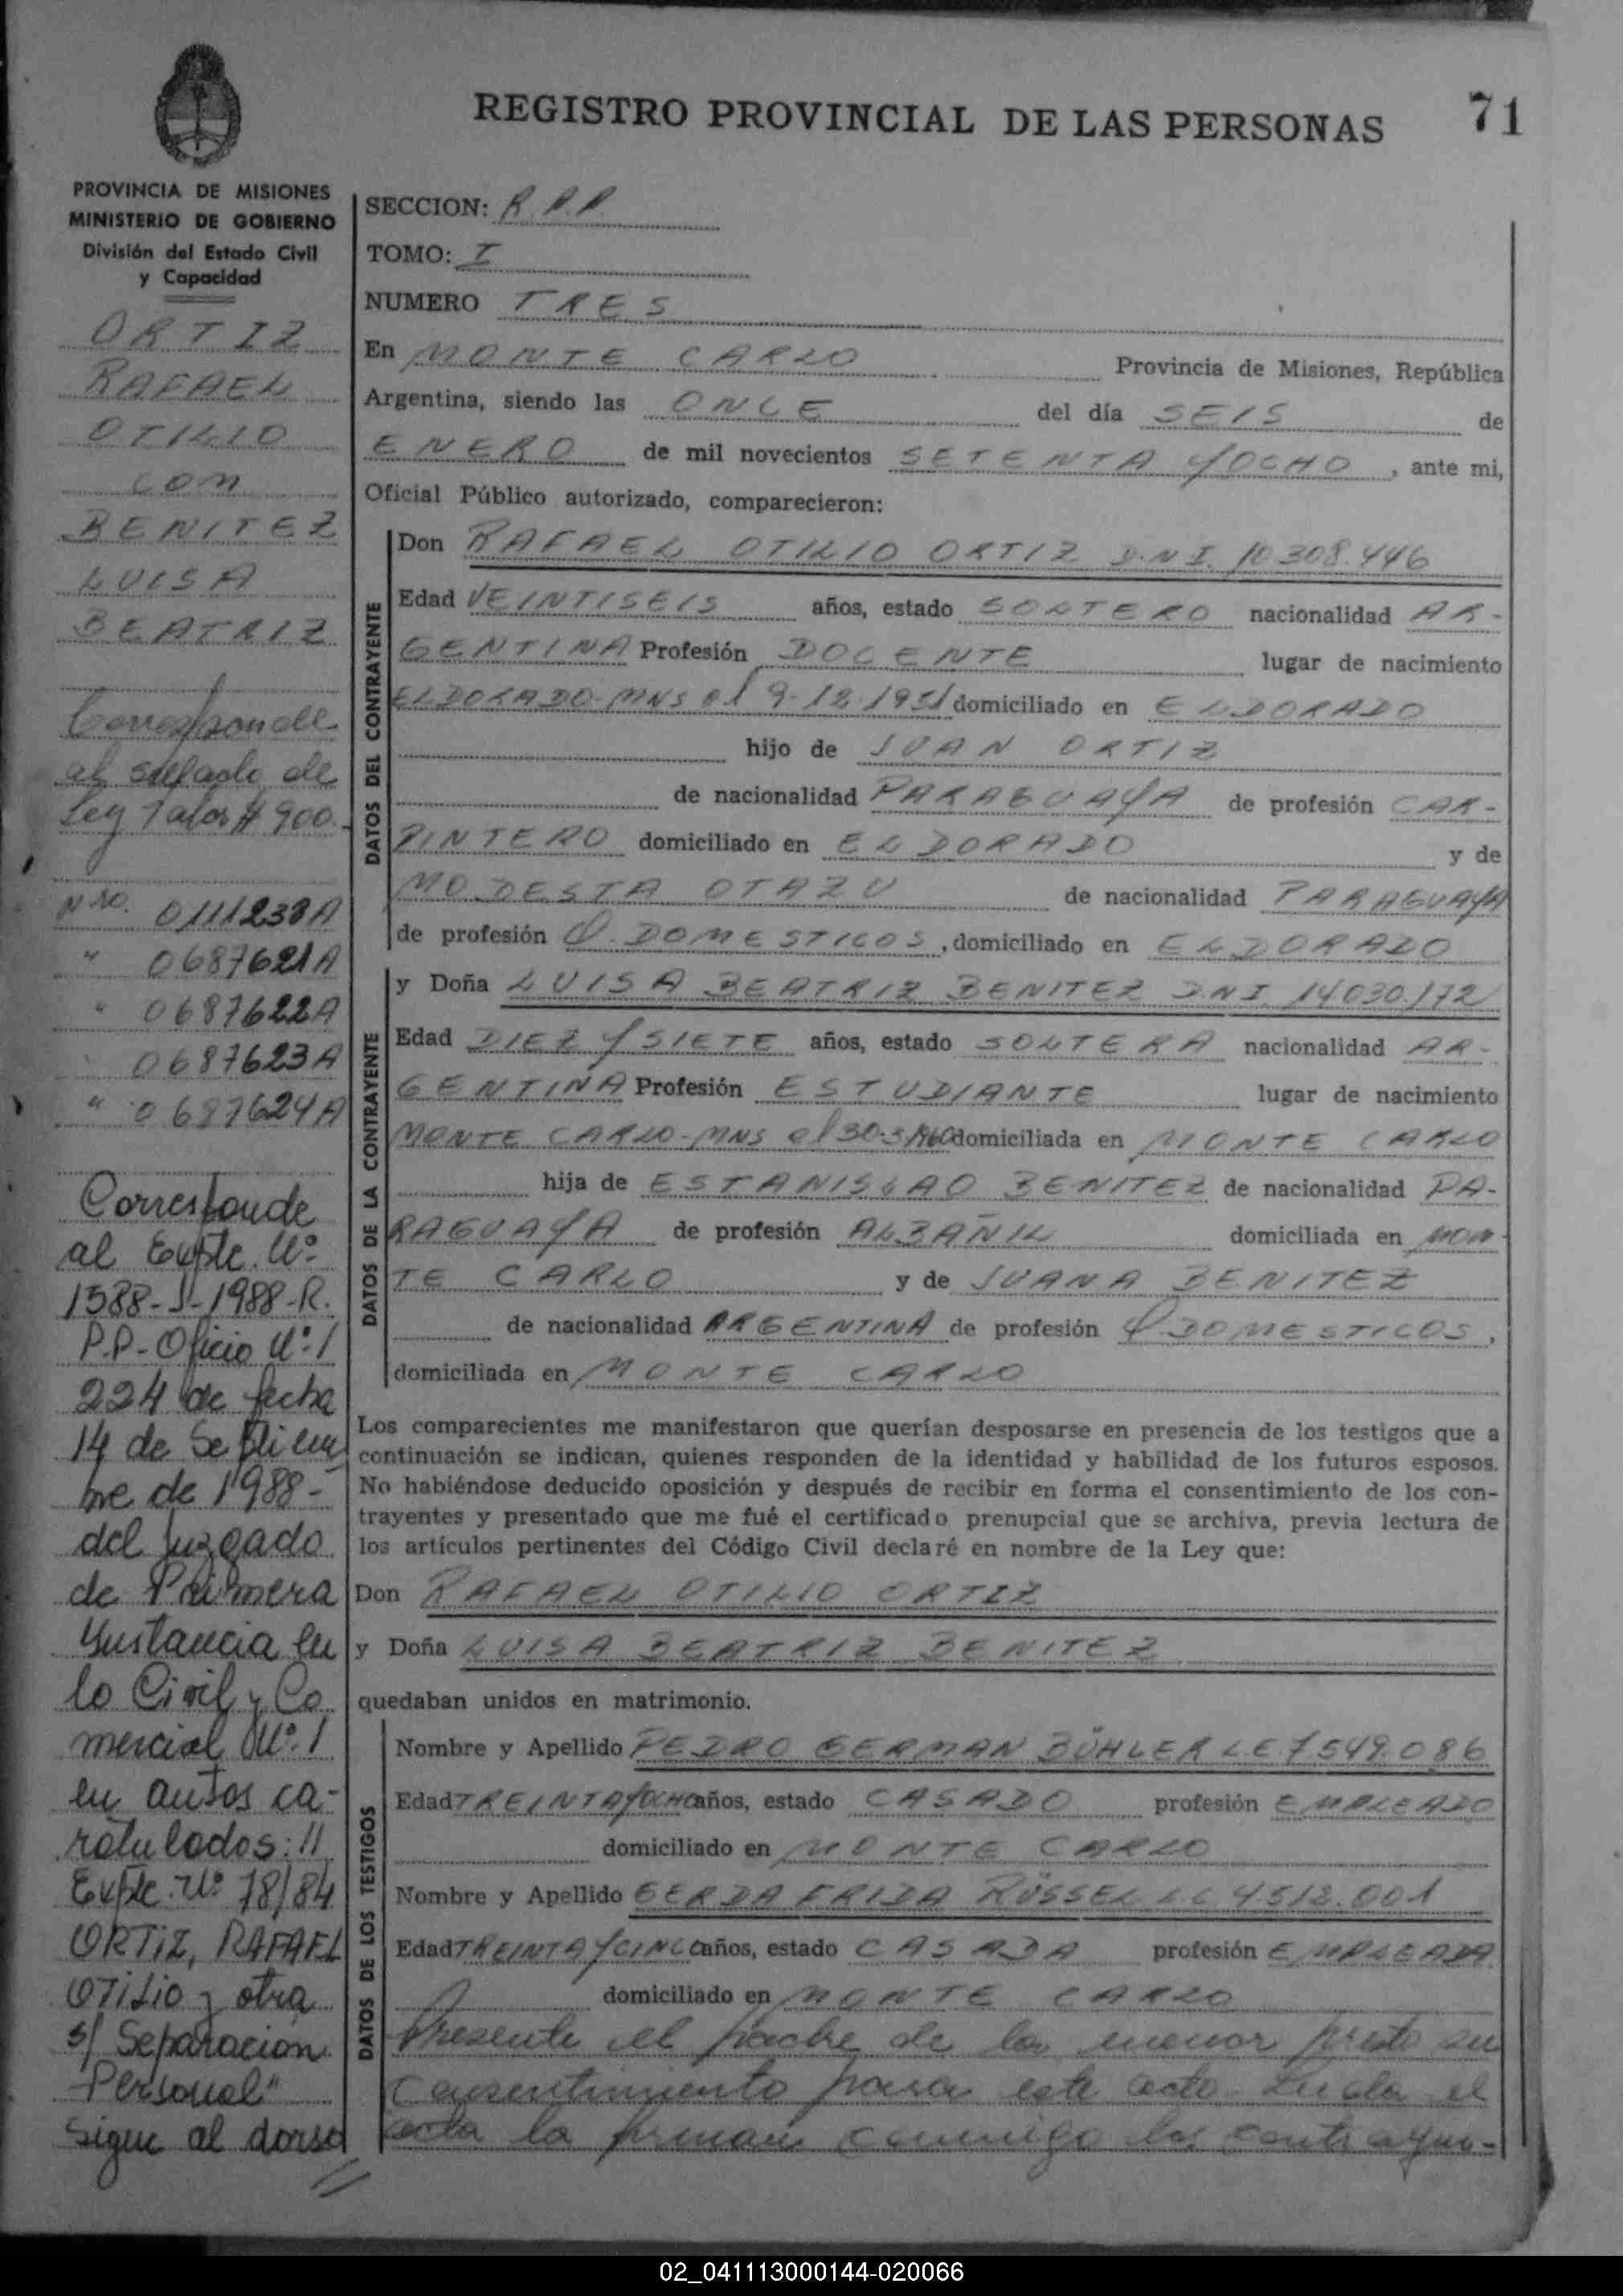 REGISTRO PROVINCIAL DE LAS PERSONAS
71
PROVINCIA DE MISIONES
MINISTERIO DE GOBIERNO
División del Estado Civil
y Capacidad
ORTIZ
RAFAEL
OTILIO
con
BENITEZ
LUISA
BEATRIZ
Corresponde
al sellado de
Ley Valor $ 900.
Nro. 0111238A
" 0687621A
" 0687622A
" 0687623A
" 0687624A
Corresponde
al Expte. Nº
1588-J-1988-R.
P.P-Oficio Nº 1
224 de fecha
14 de Septiem
bre de 1988-
del Juzgado
de Primera
Instancia en
lo Civil y Co
mercial Nº 1
en autos ca-
ratulados: "
Expte. Nº 78/84
ORTIZ, RAFAEL
OTILIO y otra
s/ Separacion
Personal"
Sigue al dorso
SECCION: R.P.P.
TOMO: I
NUMERO TRES
En MONTE CARLO Provincia de Misiones, República
Argentina, siendo las ONCE del día SEIS de
ENERO de mil novecientos SETENTA Y OCHO, ante mi,
Oficial Público autorizado, comparecieron:
DATOS DEL CONTRAYENTE
Don RAFAEL OTILIO ORTIZ D.N.I. 10.308.446
Edad VEINTISEIS años, estado SOLTERO nacionalidad AR-
GENTINA Profesión DOCENTE lugar de nacimiento
ELDORADO-MNS el 9-12-1951 domiciliado en ELDORADO
hijo de JUAN ORTIZ
de nacionalidad PARAGUAYA de profesión CAR-
PINTERO domiciliado en ELDORADO y de
MODESTA OTAZU de nacionalidad PARAGUAYA
de profesión Q. DOMESTICOS, domiciliado en ELDORADO
DATOS DE LA CONTRAYENTE
y Doña LUISA BEATRIZ BENITEZ DNI 14030.172
Edad DIEZ Y SIETE años, estado SOLTERA nacionalidad AR-
GENTINA Profesión ESTUDIANTE lugar de nacimiento
MONTE CARLO-MNS el 30-3-1960 domiciliada en MONTE CARLO
hija de ESTANISLAO BENITEZ de nacionalidad PA-
RAGUAYA de profesión ALBAÑIL domiciliada en MON-
TE CARLO y de JUANA BENITEZ
de nacionalidad ARGENTINA de profesión Q. DOMESTICOS,
domiciliada en MONTE CARLO
Los comparecientes me manifestaron que querían desposarse en presencia de los testigos que a
continuación se indican, quienes responden de la identidad y habilidad de los futuros esposos.
No habiéndose deducido oposición y después de recibir en forma el consentimiento de los con-
trayentes y presentado que me fué el certificado prenupcial que se archiva, previa lectura de
los artículos pertinentes del Código Civil declaré en nombre de la Ley que:
Don RAFAEL OTILIO ORTIZ
y Doña LUISA BEATRIZ BENITEZ
quedaban unidos en matrimonio.
DATOS DE LOS TESTIGOS
Nombre y Apellido PEDRO GERMAN BÜHLER L.E. 7549.086
Edad TREINTA Y OCHO años, estado CASADO profesión EMPLEADO
domiciliado en MONTE CARLO
Nombre y Apellido GERDA FRIDA RÜSSEL L.C. 4512.001
Edad TREINTA Y CINCO años, estado CASADA profesión EMPLEADA
domiciliado en MONTE CARLO
Presente el padre de la menor presta su
consentimiento para este acto. Leida el
acta la firman conmigo los contrayen-
02_041113000144-020066